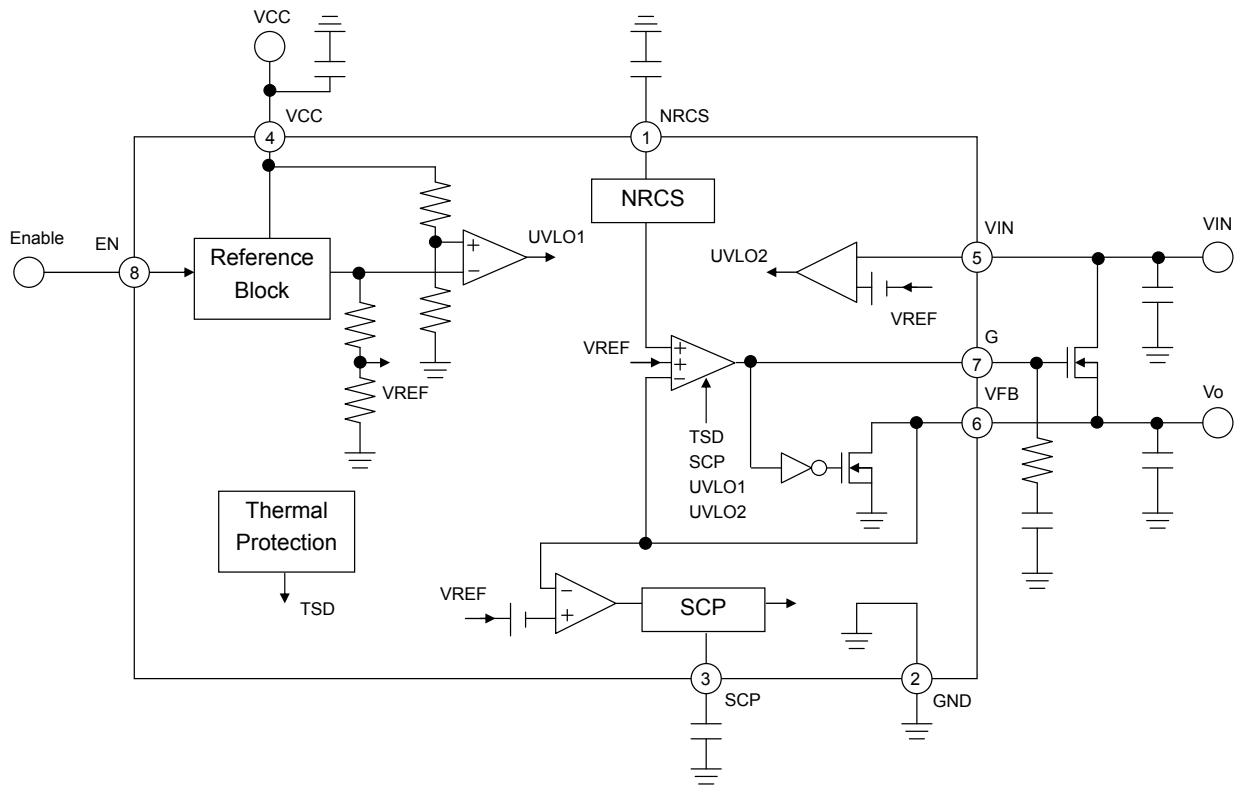 VCC
VCC
4
NRCS
1
NRCS
Enable
EN
8
Reference
Block
+
−
UVLO1
VREF
UVLO2
VIN
5
VIN
VREF
G
7
VREF
+
+
−
TSD
SCP
UVLO1
UVLO2
VFB
6
Vo
Thermal
Protection
TSD
VREF
−
+
SCP
3
SCP
2
GND